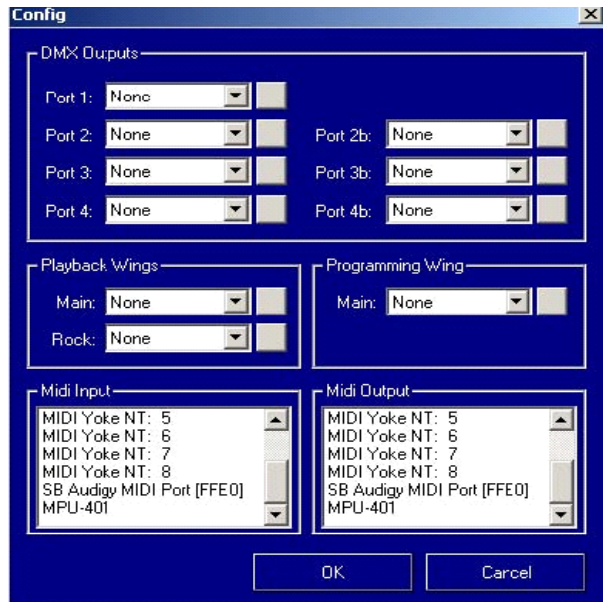 Config
DMX Outputs
Port 1: None
Port 2: None Port 2b: None
Port 3: None Port 3b: None
Port 4: None Port 4b: None
Playback Wings
Main: None
Rock: None
Programming Wing
Main: None
Midi Input
MIDI Yoke NT: 5
MIDI Yoke NT: 6
MIDI Yoke NT: 7
MIDI Yoke NT: 8
SB Audigy MIDI Port [FFE0]
MPU-401
Midi Output
MIDI Yoke NT: 5
MIDI Yoke NT: 6
MIDI Yoke NT: 7
MIDI Yoke NT: 8
SB Audigy MIDI Port [FFE0]
MPU-401
OK Cancel